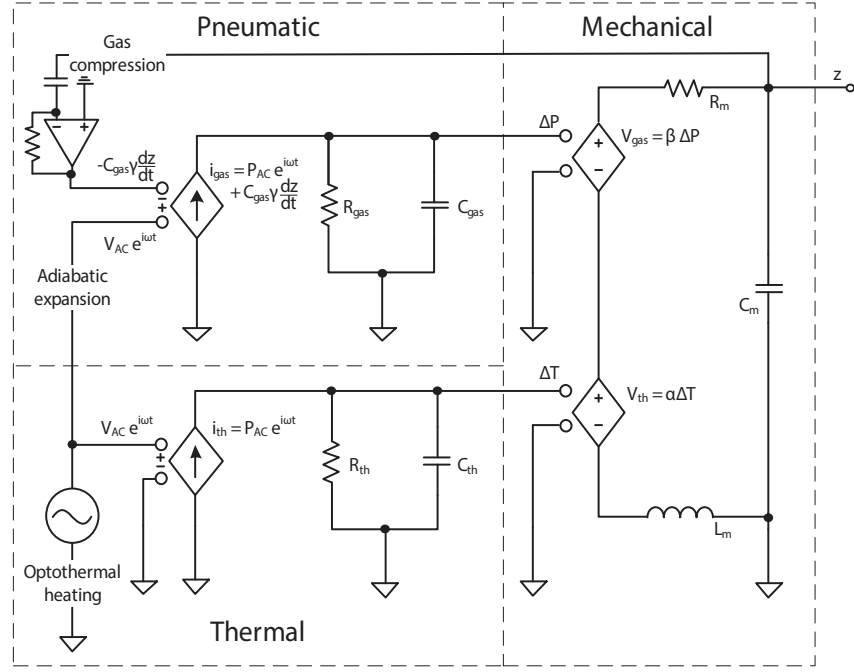 Pneumatic
Mechanical
Gas
compression
z
− +
R_m
ΔP
+
−
V_gas = β ΔP
-C_gas γ dz/dt
+
−
i_gas = P_AC e^iωt
+ C_gas γ dz/dt
R_gas
C_gas
V_AC e^iωt
Adiabatic
expansion
C_m
ΔT
+
−
V_th = αΔT
V_AC e^iωt
+
−
i_th = P_AC e^iωt
R_th
C_th
L_m
Optothermal
heating
Thermal